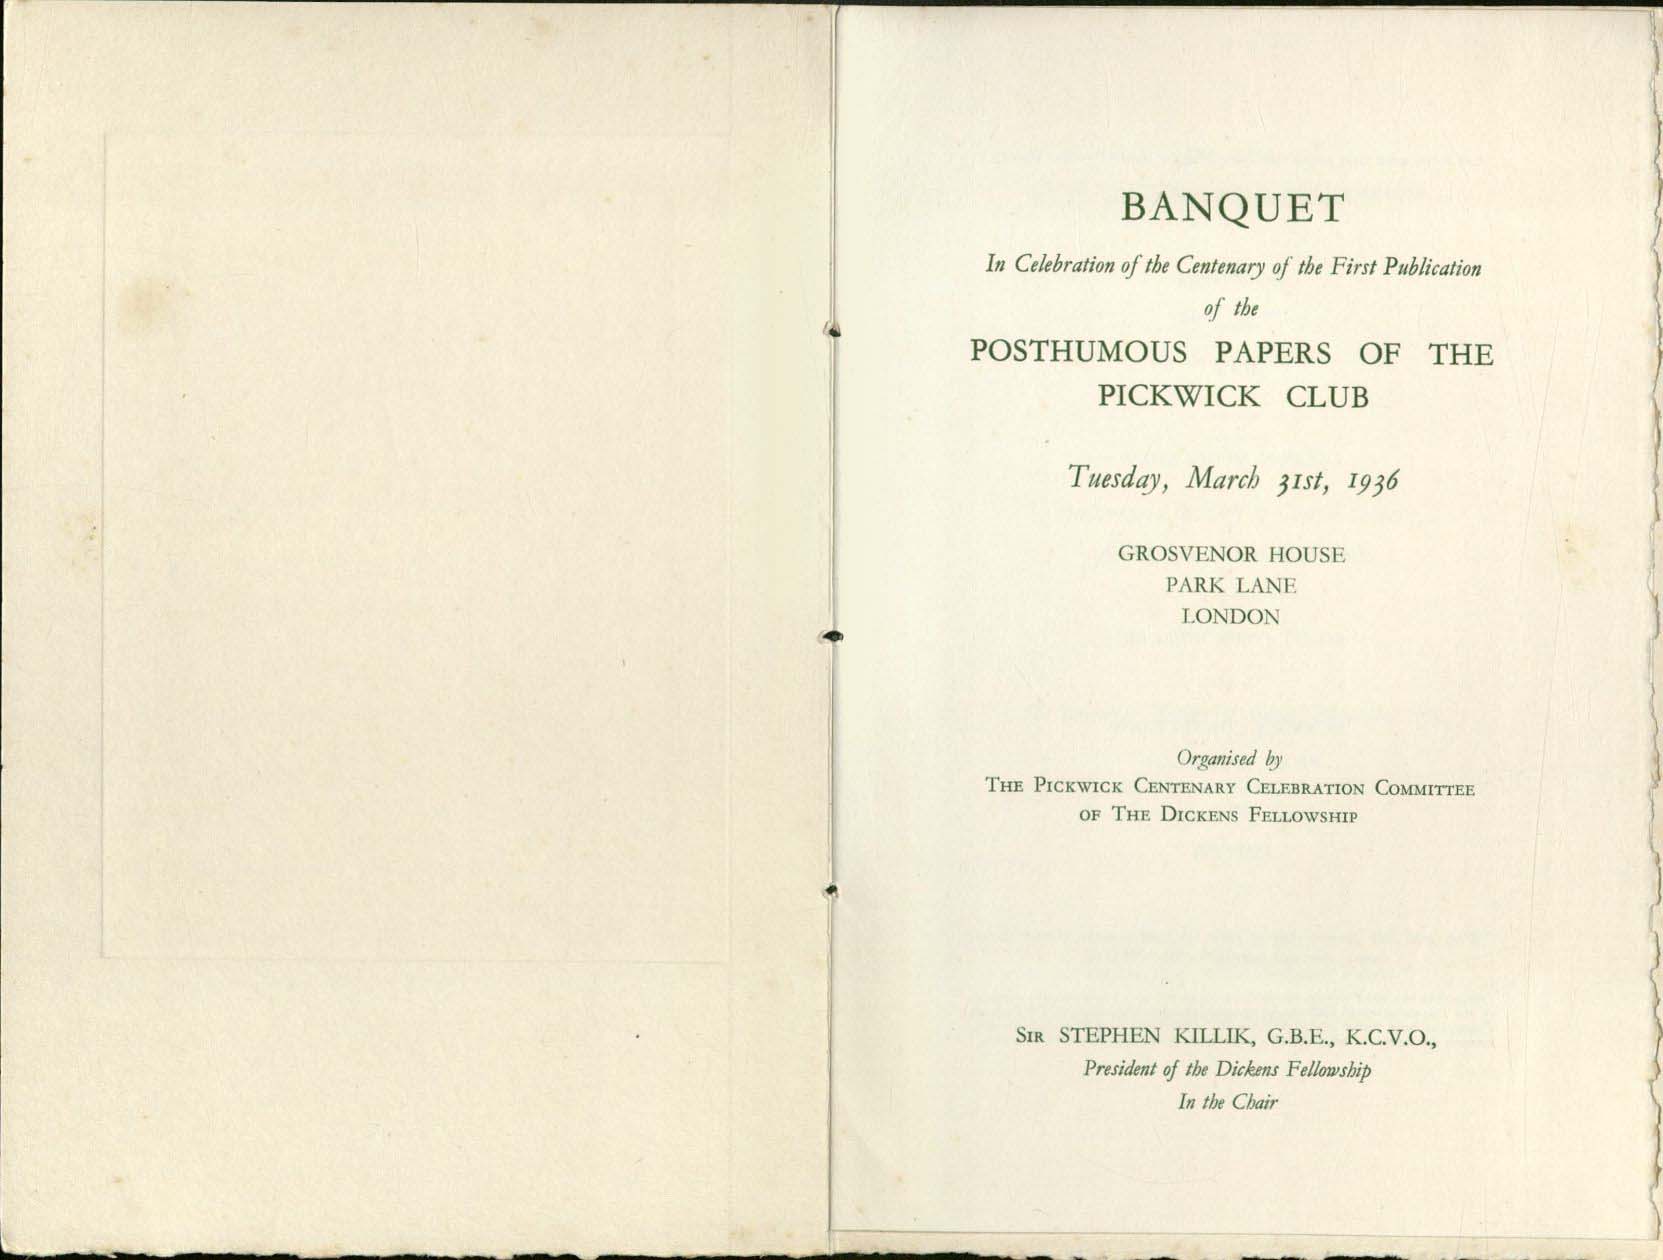 BANQUET
In Celebration of the Centenary of the First Publication
of the
POSTHUMOUS PAPERS OF THE
PICKWICK CLUB
Tuesday, March 31st, 1936
GROSVENOR HOUSE
PARK LANE
LONDON
Organised by
THE PICKWICK CENTENARY CELEBRATION COMMITTEE
OF THE DICKENS FELLOWSHIP
SIR STEPHEN KILLIK, G.B.E., K.C.V.O.,
President of the Dickens Fellowship
In the Chair